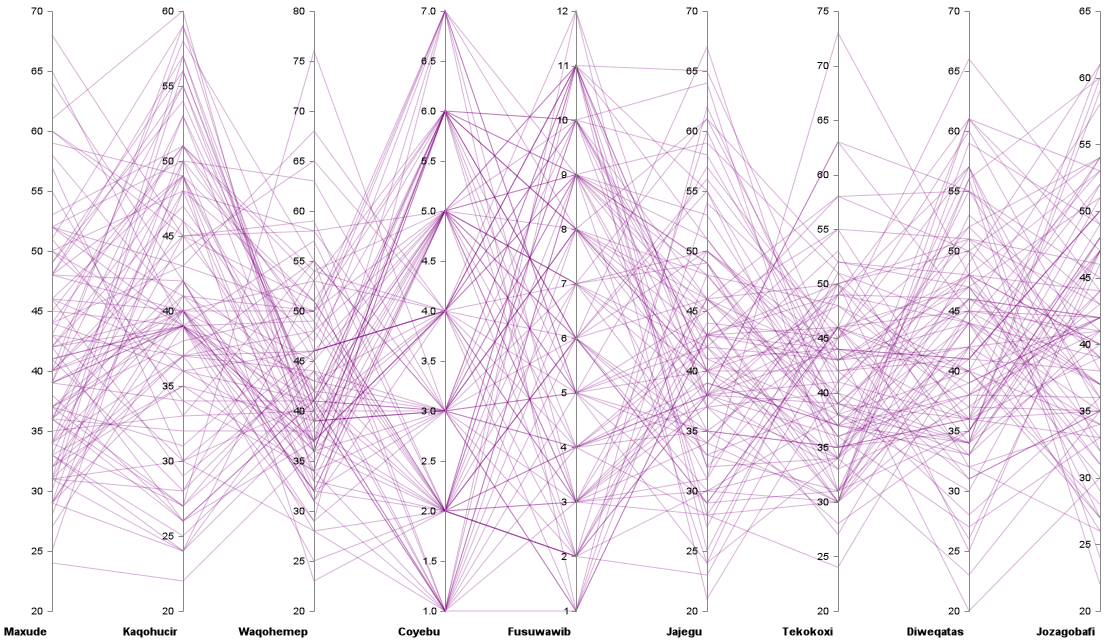 70 60 80 7.0 12 70 75 70 65
65 55 75 6.5 11 65 70 65 60
60 50 70 6.0 10 60 65 60 55
55 45 65 5.5 9 55 60 55 50
50 40 60 5.0 8 50 55 50 45
45 35 55 4.5 7 45 50 45 40
40 30 50 4.0 6 40 45 40 35
35 25 45 3.5 5 35 40 35 30
30 20 40 3.0 4 30 35 30 25
25 35 2.5 3 25 30 25 20
20 30 2.0 2 20 25 20
25 1.5 1 20
20 1.0
Maxude Kaqohucir Waqohemep Coyebu Fusuwawib Jajegu Tekokoxi Diweqatas Jozagobafi